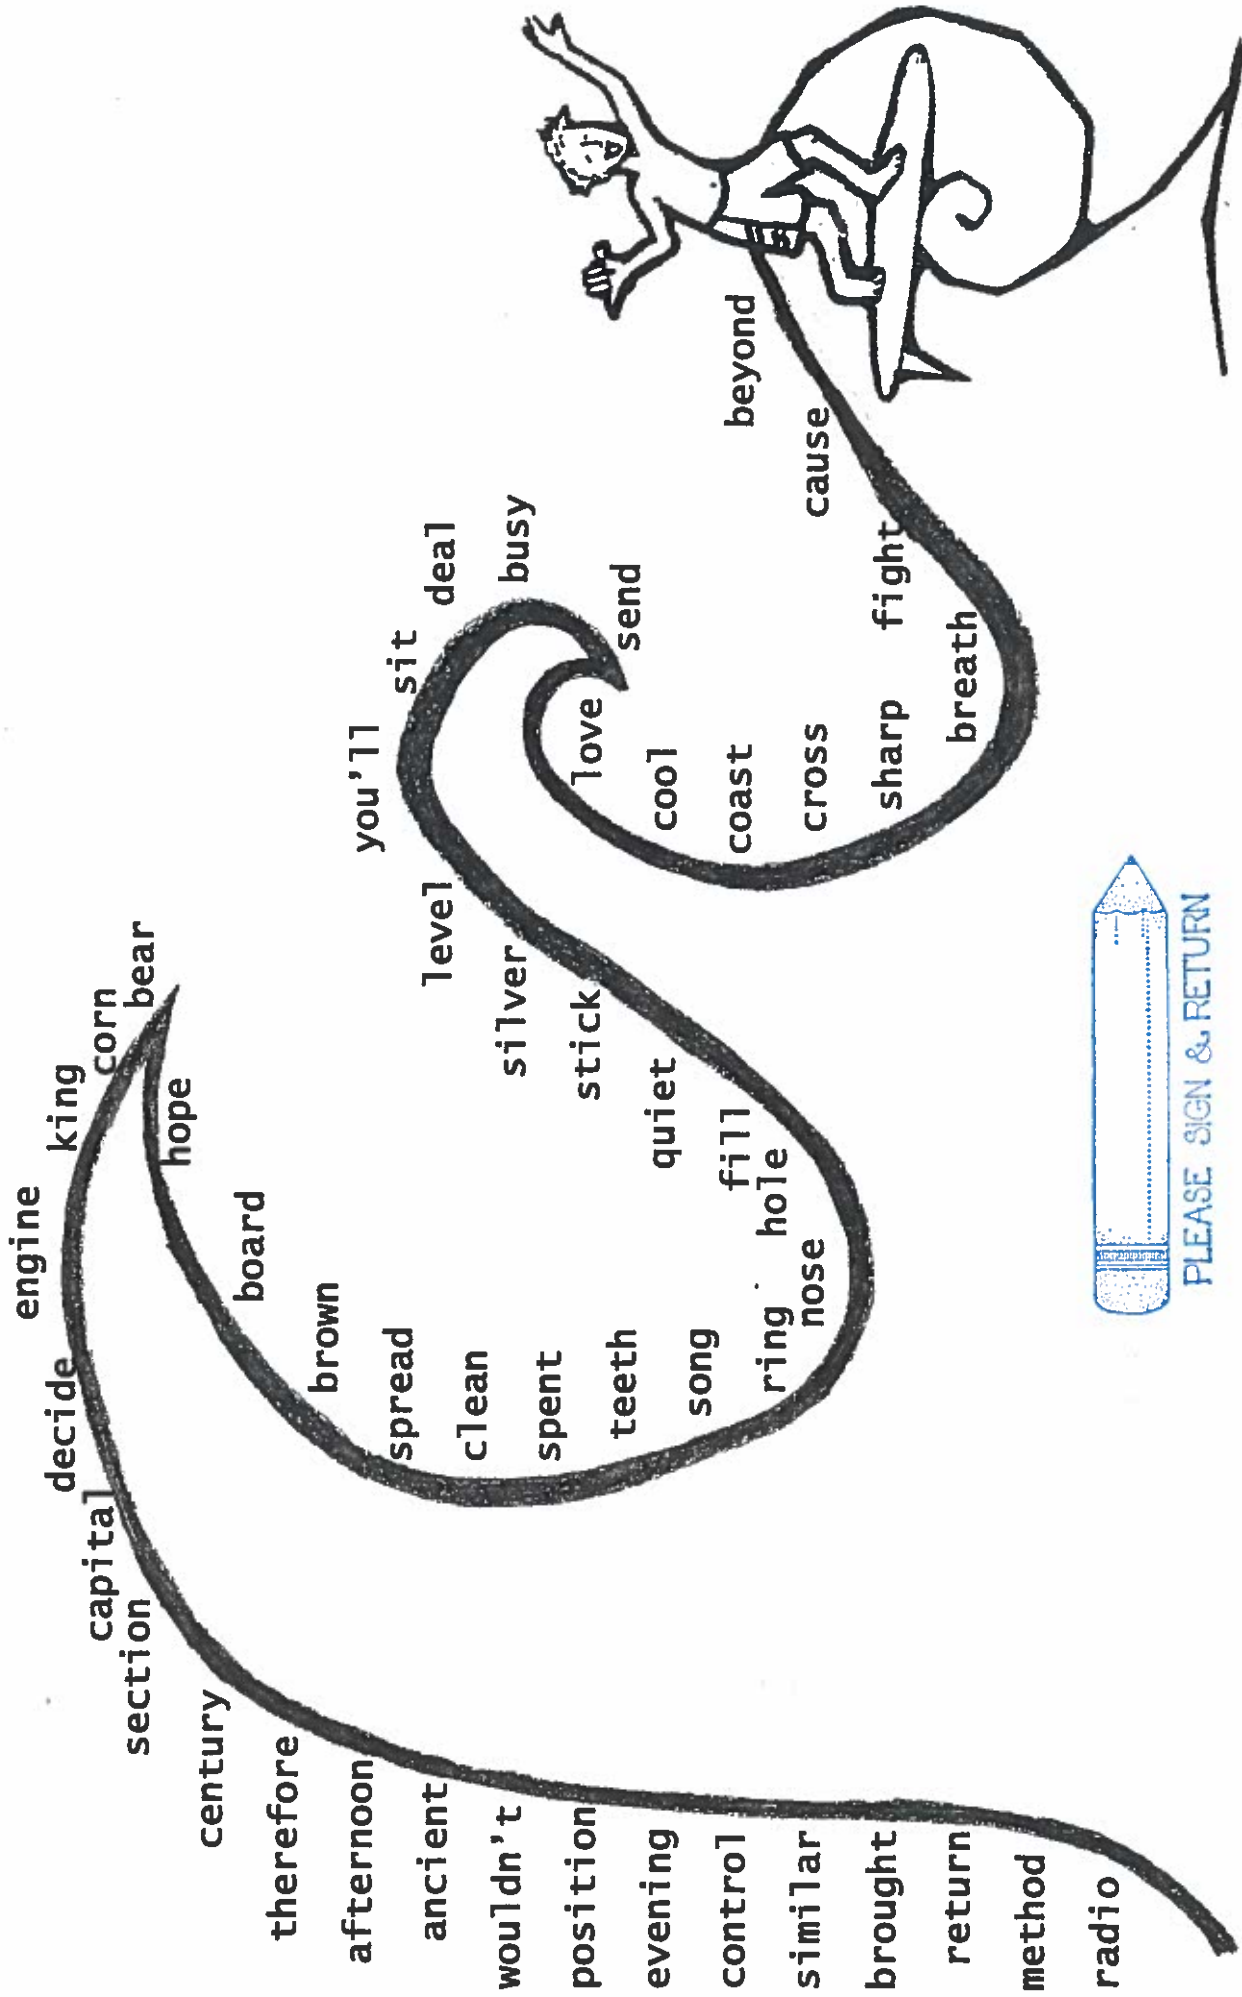 engine
decide king
capital corn
section bear
hope
century
board
therefore
brown
afternoon you'll
spread sit
ancient level deal
clean
wouldn't silver busy
spent
position stick love
teeth send
evening quiet cool
song
control fill coast beyond
ring hole
similar nose cross cause
brought sharp fight
return breath
method
radio
PLEASE SIGN & RETURN